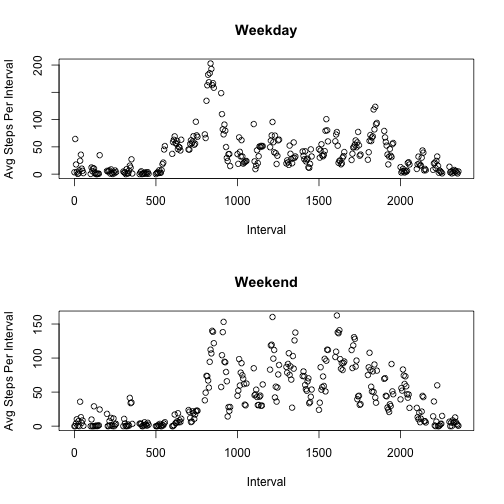 Weekday
Avg Steps Per Interval
0 50 100 200
0 500 1000 1500 2000
Interval
Weekend
Avg Steps Per Interval
0 50 100 150
0 500 1000 1500 2000
Interval